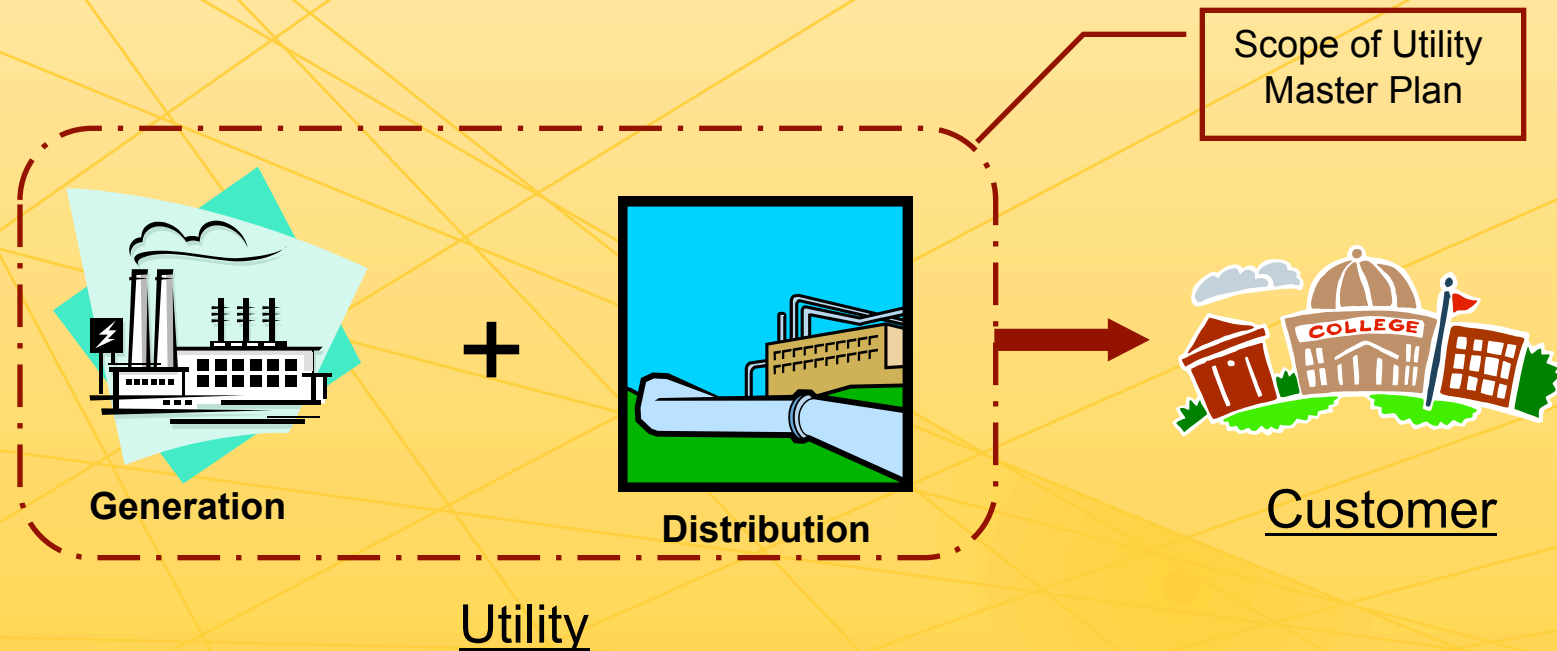 Scope of Utility
Master Plan
+
COLLEGE
Generation
Distribution
Customer
Utility